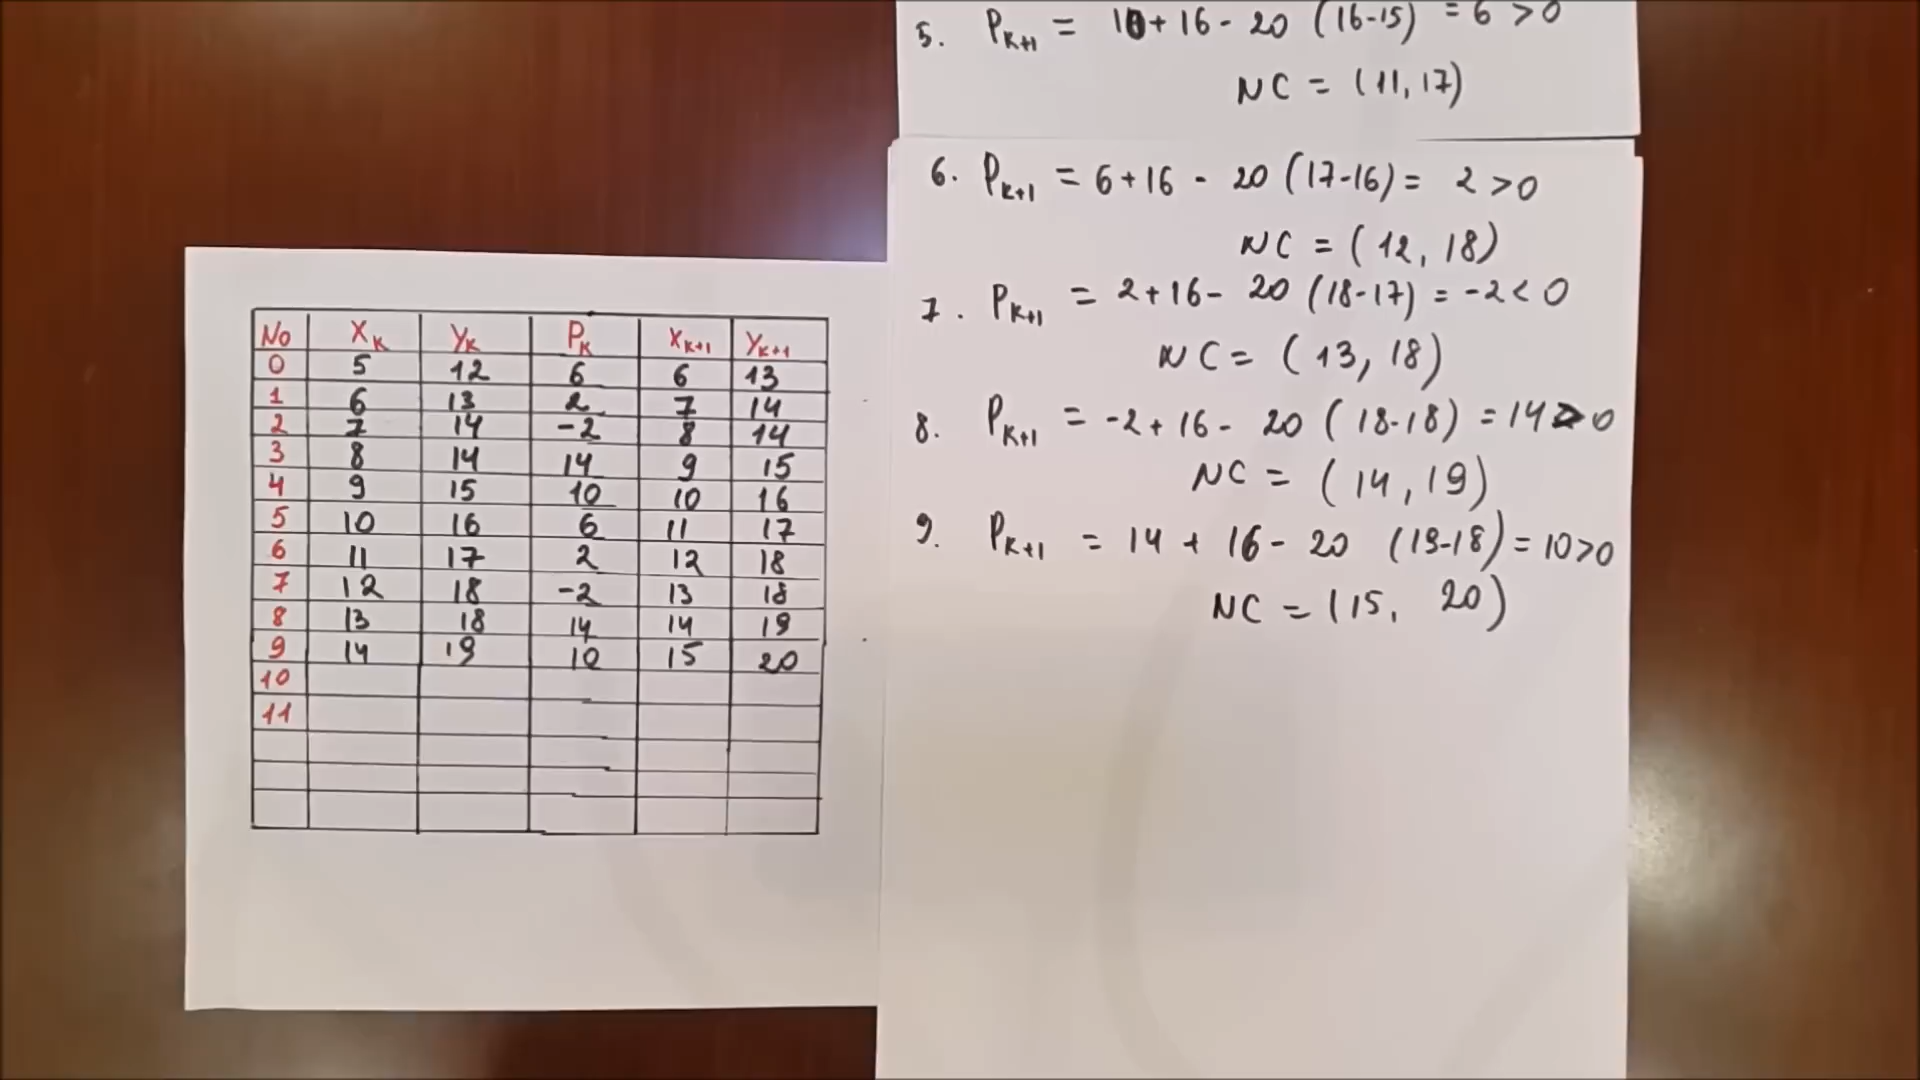 No Xk Yk Pk Xk+1 Yk+1
0 5 12 6 6 13
1 6 13 2 7 14
2 7 14 -2 8 14
3 8 14 14 9 15
4 9 15 10 10 16
5 10 16 6 11 17
6 11 17 2 12 18
7 12 18 -2 13 18
8 13 18 14 14 19
9 14 19 10 15 20
10
11
5. Pk+1 = 10+16-20 (16-15) = 6 >0
NC = (11, 17)
6. Pk+1 = 6+16 - 20 (17-16) = 2 >0
NC = (12, 18)
7. Pk+1 = 2+16- 20 (18-17) = -2 < 0
NC = (13, 18)
8. Pk+1 = -2+16- 20 (18-18) = 14 > 0
NC = (14, 19)
9. Pk+1 = 14 + 16 - 20 (19-18) = 10>0
NC = (15, 20)